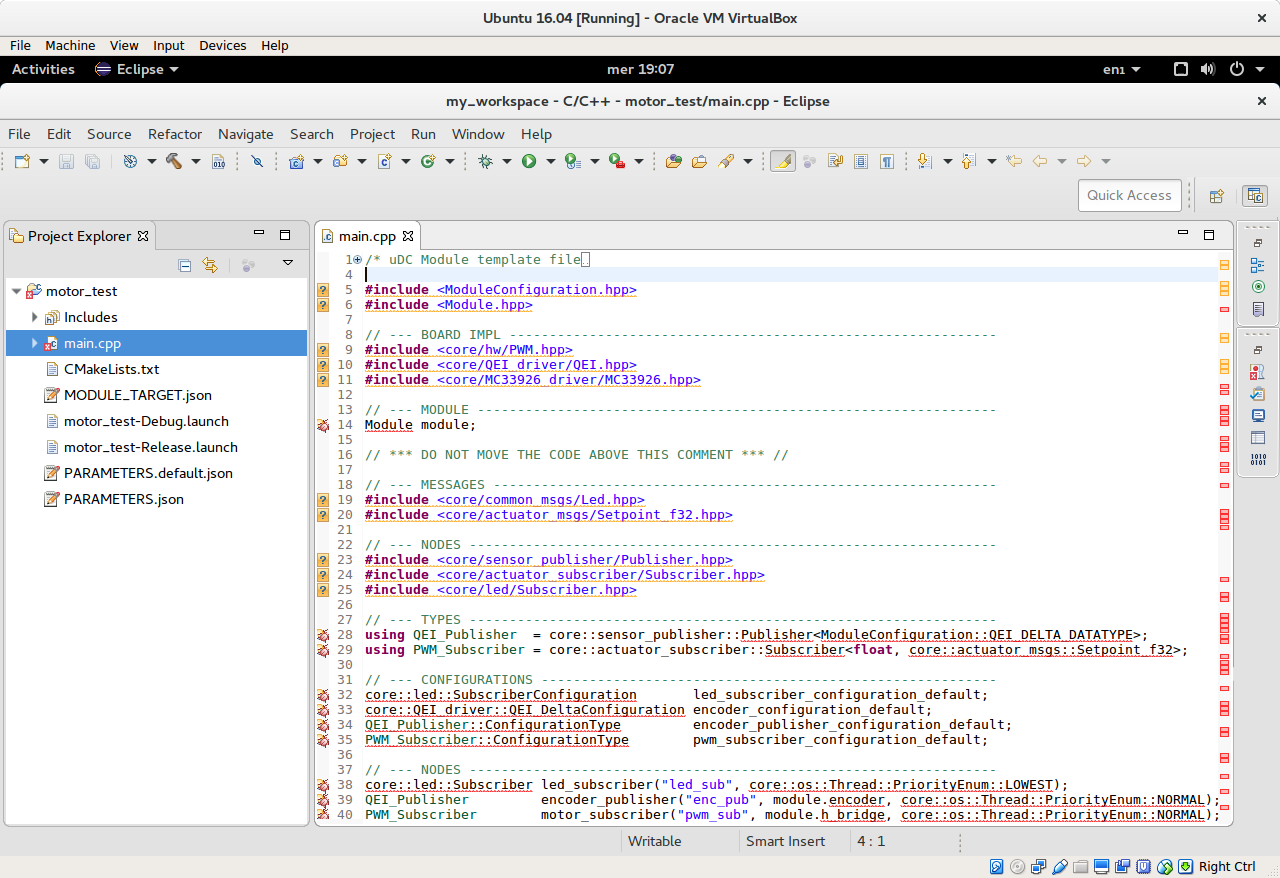 Ubuntu 16.04 [Running] - Oracle VM VirtualBox
File Machine View Input Devices Help
Activities Eclipse mer 19:07 en₁
my_workspace - C/C++ - motor_test/main.cpp - Eclipse
File Edit Source Refactor Navigate Search Project Run Window Help
Quick Access
Project Explorer
motor_test
Includes
main.cpp
CMakeLists.txt
MODULE_TARGET.json
motor_test-Debug.launch
motor_test-Release.launch
PARAMETERS.default.json
PARAMETERS.json
main.cpp
1 /* uDC Module template file
4
5 #include <ModuleConfiguration.hpp>
6 #include <Module.hpp>
7
8 // --- BOARD IMPL -------------------------------------------------------------
9 #include <core/hw/PWM.hpp>
10 #include <core/QEI_driver/QEI.hpp>
11 #include <core/MC33926_driver/MC33926.hpp>
12
13 // --- MODULE -----------------------------------------------------------------
14 Module module;
15
16 // *** DO NOT MOVE THE CODE ABOVE THIS COMMENT *** //
17
18 // --- MESSAGES ---------------------------------------------------------------
19 #include <core/common_msgs/Led.hpp>
20 #include <core/actuator_msgs/Setpoint_f32.hpp>
21
22 // --- NODES ------------------------------------------------------------------
23 #include <core/sensor_publisher/Publisher.hpp>
24 #include <core/actuator_subscriber/Subscriber.hpp>
25 #include <core/led/Subscriber.hpp>
26
27 // --- TYPES ------------------------------------------------------------------
28 using QEI_Publisher  = core::sensor_publisher::Publisher<ModuleConfiguration::QEI_DELTA_DATATYPE>;
29 using PWM_Subscriber = core::actuator_subscriber::Subscriber<float, core::actuator_msgs::Setpoint_f32>;
30
31 // --- CONFIGURATIONS ---------------------------------------------------------
32 core::led::SubscriberConfiguration       led_subscriber_configuration_default;
33 core::QEI_driver::QEI_DeltaConfiguration encoder_configuration_default;
34 QEI_Publisher::ConfigurationType         encoder_publisher_configuration_default;
35 PWM_Subscriber::ConfigurationType        pwm_subscriber_configuration_default;
36
37 // --- NODES ------------------------------------------------------------------
38 core::led::Subscriber led_subscriber("led_sub", core::os::Thread::PriorityEnum::LOWEST);
39 QEI_Publisher         encoder_publisher("enc_pub", module.encoder, core::os::Thread::PriorityEnum::NORMAL);
40 PWM_Subscriber        motor_subscriber("pwm_sub", module.h_bridge, core::os::Thread::PriorityEnum::NORMAL);
Writable Smart Insert 4 : 1
Right Ctrl